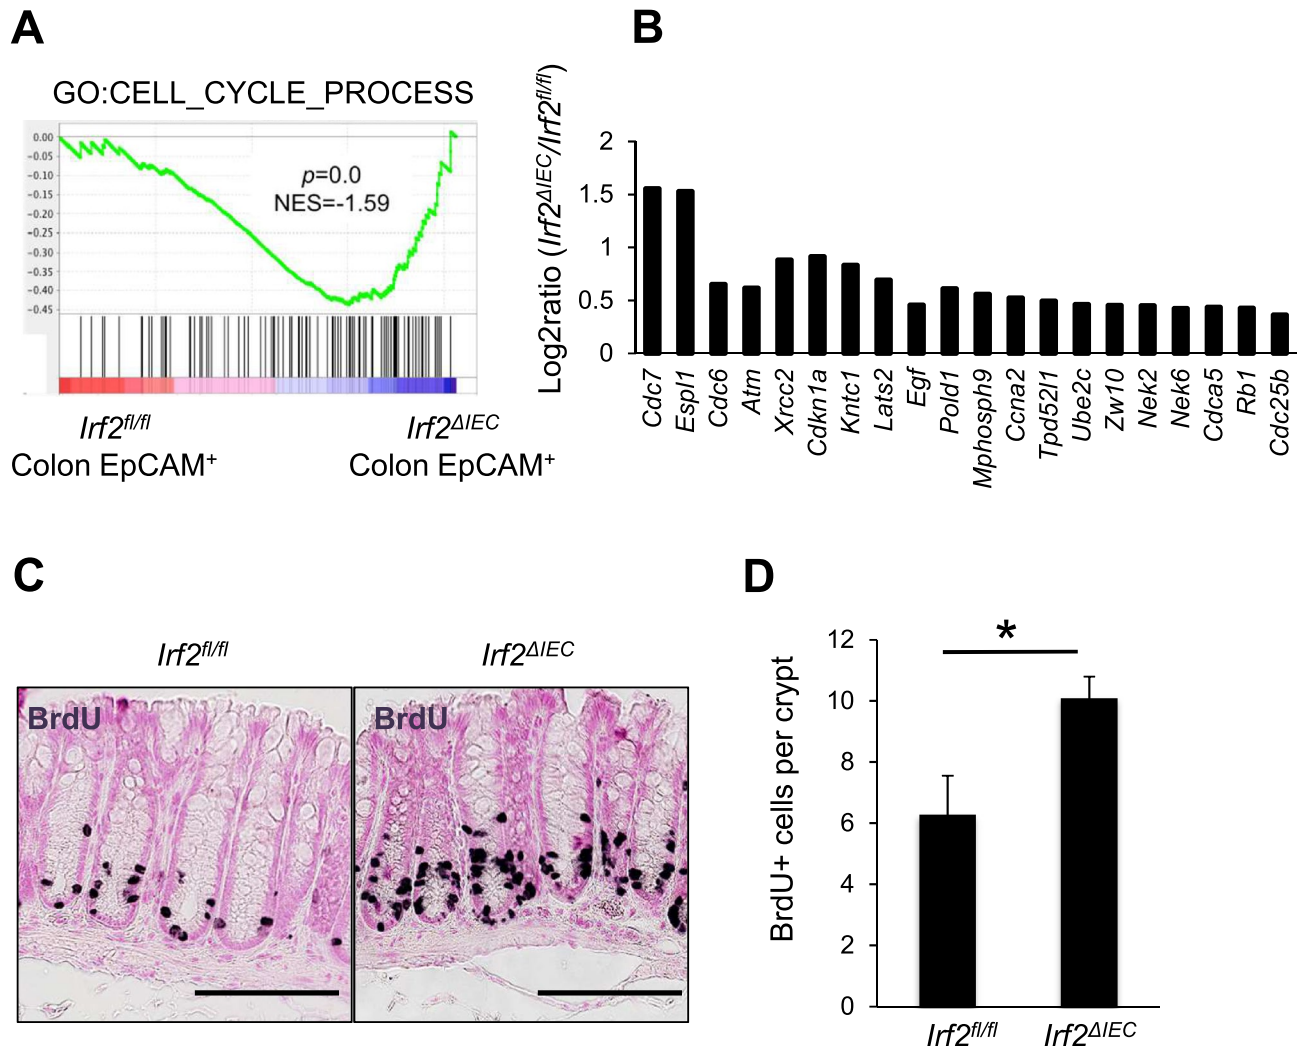 A
GO:CELL_CYCLE_PROCESS
0.00
-0.05
-0.10
-0.15
-0.20
-0.25
-0.30
-0.35
-0.40
-0.45
p=0.0
NES=-1.59
Irf2fl/fl
Colon EpCAM+
Irf2ΔIEC
Colon EpCAM+
B
Log2ratio (Irf2ΔIEC/Irf2fl/fl)
2
1.5
1
0.5
0
Cdc7
Espl1
Cdc6
Atm
Xrcc2
Cdkn1a
Kntc1
Lats2
Egf
Pold1
Mphosph9
Ccna2
Tpd52l1
Ube2c
Zw10
Nek2
Nek6
Cdca5
Rb1
Cdc25b
C
Irf2fl/fl
Irf2ΔIEC
BrdU
BrdU
D
BrdU+ cells per crypt
12
10
8
6
4
2
0
*
Irf2fl/fl
Irf2ΔIEC